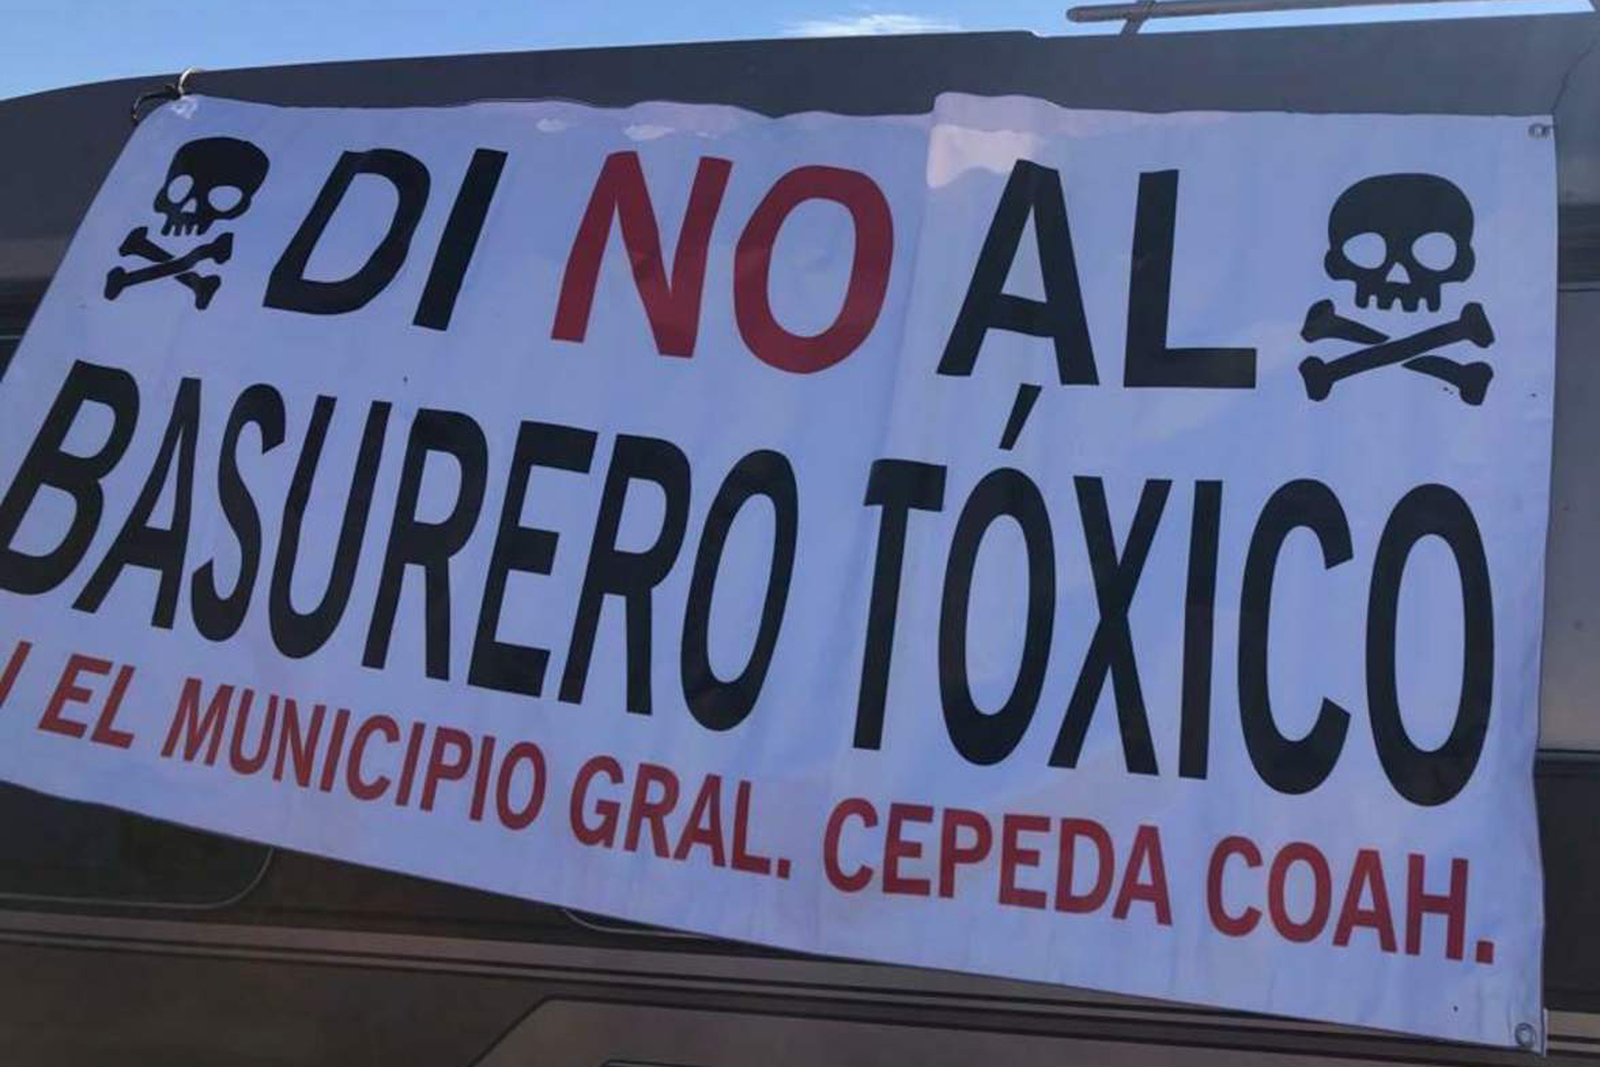 DI NO AL
BASURERO TÓXICO
EL MUNICIPIO GRAL. CEPEDA COAH.